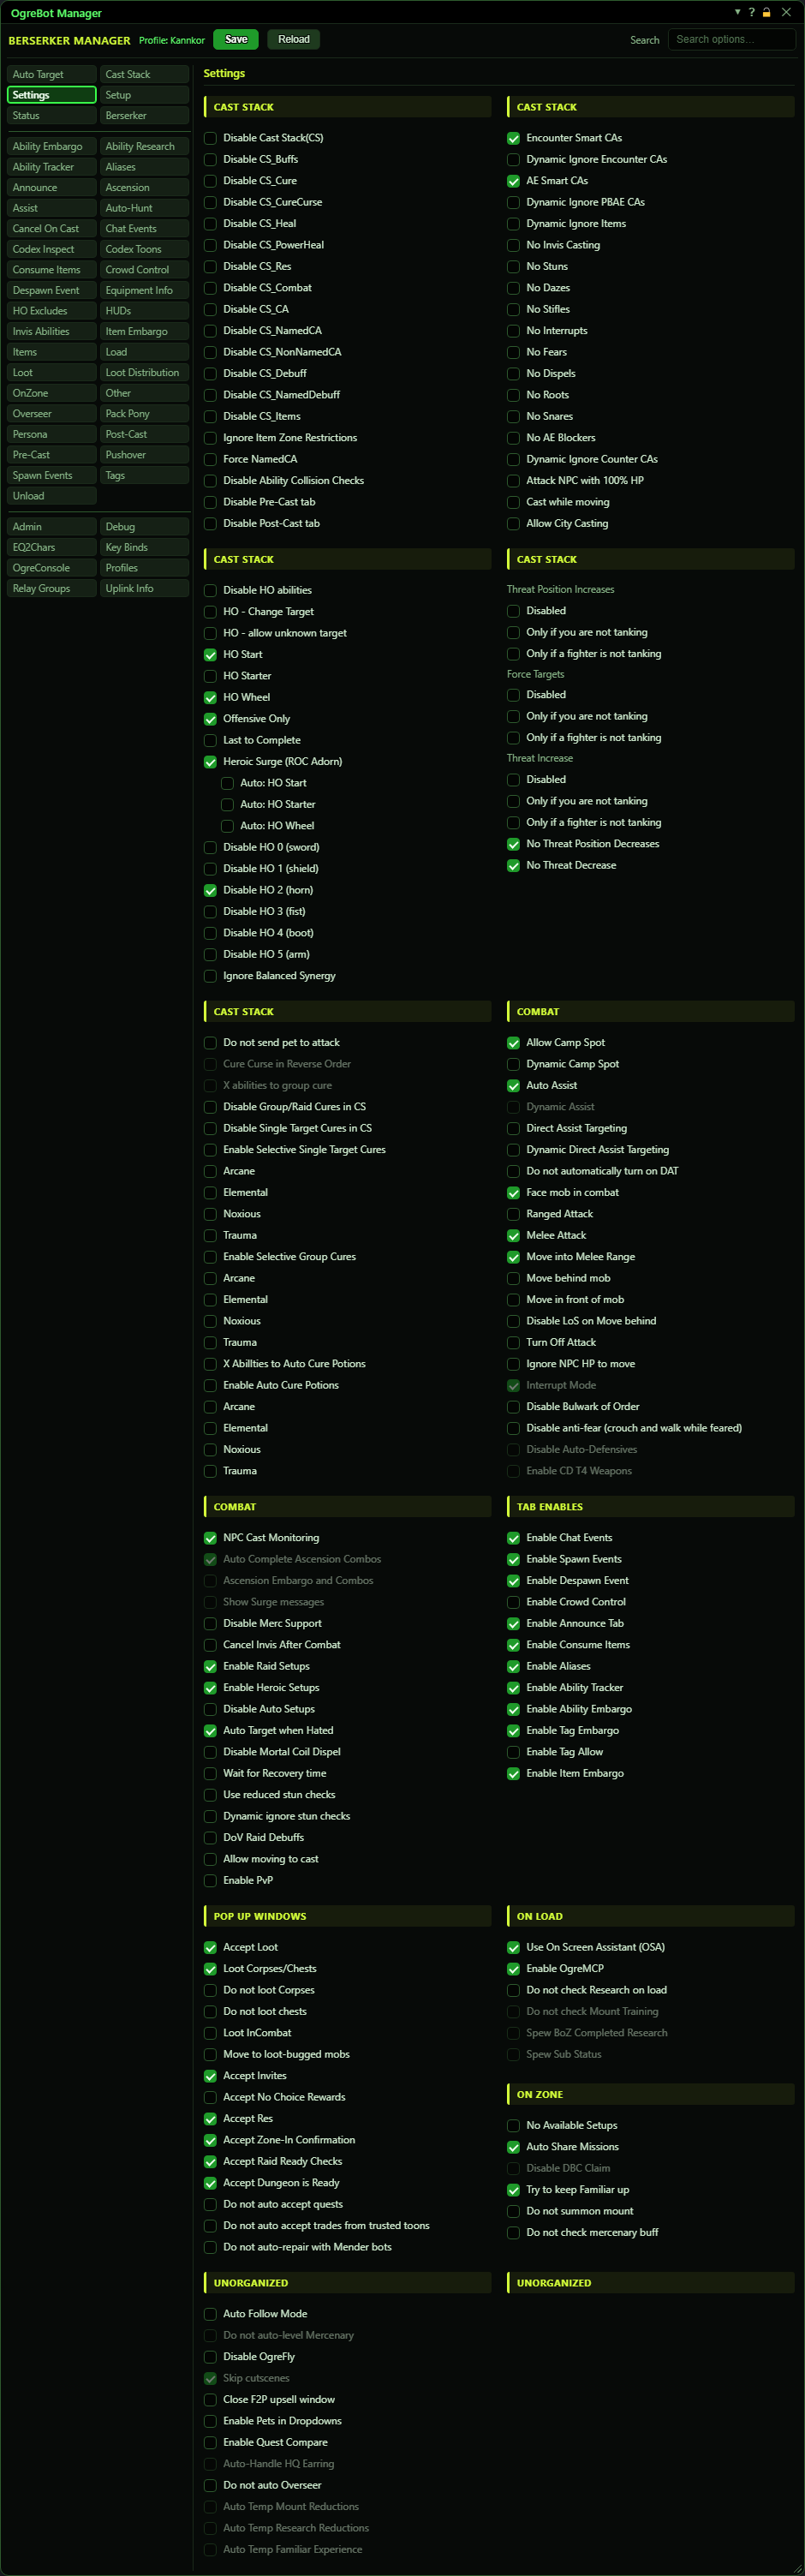 OgreBot Manager
▼ ? ✕
BERSERKER MANAGER Profile: Kannkor Save Reload Search Search options...
Auto Target Cast Stack
Settings Setup
Status Berserker
Ability Embargo Ability Research
Ability Tracker Aliases
Announce Ascension
Assist Auto-Hunt
Cancel On Cast Chat Events
Codex Inspect Codex Toons
Consume Items Crowd Control
Despawn Event Equipment Info
HO Excludes HUDs
Invis Abilities Item Embargo
Items Load
Loot Loot Distribution
OnZone Other
Overseer Pack Pony
Persona Post-Cast
Pre-Cast Pushover
Spawn Events Tags
Unload
Admin Debug
EQ2Chars Key Binds
OgreConsole Profiles
Relay Groups Uplink Info
Settings
CAST STACK
Disable Cast Stack(CS)
Disable CS_Buffs
Disable CS_Cure
Disable CS_CureCurse
Disable CS_Heal
Disable CS_PowerHeal
Disable CS_Res
Disable CS_Combat
Disable CS_CA
Disable CS_NamedCA
Disable CS_NonNamedCA
Disable CS_Debuff
Disable CS_NamedDebuff
Disable CS_Items
Ignore Item Zone Restrictions
Force NamedCA
Disable Ability Collision Checks
Disable Pre-Cast tab
Disable Post-Cast tab
CAST STACK
Encounter Smart CAs
Dynamic Ignore Encounter CAs
AE Smart CAs
Dynamic Ignore PBAE CAs
Dynamic Ignore Items
No Invis Casting
No Stuns
No Dazes
No Stifles
No Interrupts
No Fears
No Dispels
No Roots
No Snares
No AE Blockers
Dynamic Ignore Counter CAs
Attack NPC with 100% HP
Cast while moving
Allow City Casting
CAST STACK
Disable HO abilities
HO - Change Target
HO - allow unknown target
HO Start
HO Starter
HO Wheel
Offensive Only
Last to Complete
Heroic Surge (ROC Adorn)
Auto: HO Start
Auto: HO Starter
Auto: HO Wheel
Disable HO 0 (sword)
Disable HO 1 (shield)
Disable HO 2 (horn)
Disable HO 3 (fist)
Disable HO 4 (boot)
Disable HO 5 (arm)
Ignore Balanced Synergy
CAST STACK
Threat Position Increases
Disabled
Only if you are not tanking
Only if a fighter is not tanking
Force Targets
Disabled
Only if you are not tanking
Only if a fighter is not tanking
Threat Increase
Disabled
Only if you are not tanking
Only if a fighter is not tanking
No Threat Position Decreases
No Threat Decrease
CAST STACK
Do not send pet to attack
Cure Curse in Reverse Order
X abilities to group cure
Disable Group/Raid Cures in CS
Disable Single Target Cures in CS
Enable Selective Single Target Cures
Arcane
Elemental
Noxious
Trauma
Enable Selective Group Cures
Arcane
Elemental
Noxious
Trauma
X Abillties to Auto Cure Potions
Enable Auto Cure Potions
Arcane
Elemental
Noxious
Trauma
COMBAT
Allow Camp Spot
Dynamic Camp Spot
Auto Assist
Dynamic Assist
Direct Assist Targeting
Dynamic Direct Assist Targeting
Do not automatically turn on DAT
Face mob in combat
Ranged Attack
Melee Attack
Move into Melee Range
Move behind mob
Move in front of mob
Disable LoS on Move behind
Turn Off Attack
Ignore NPC HP to move
Interrupt Mode
Disable Bulwark of Order
Disable anti-fear (crouch and walk while feared)
Disable Auto-Defensives
Enable CD T4 Weapons
COMBAT
NPC Cast Monitoring
Auto Complete Ascension Combos
Ascension Embargo and Combos
Show Surge messages
Disable Merc Support
Cancel Invis After Combat
Enable Raid Setups
Enable Heroic Setups
Disable Auto Setups
Auto Target when Hated
Disable Mortal Coil Dispel
Wait for Recovery time
Use reduced stun checks
Dynamic ignore stun checks
DoV Raid Debuffs
Allow moving to cast
Enable PvP
TAB ENABLES
Enable Chat Events
Enable Spawn Events
Enable Despawn Event
Enable Crowd Control
Enable Announce Tab
Enable Consume Items
Enable Aliases
Enable Ability Tracker
Enable Ability Embargo
Enable Tag Embargo
Enable Tag Allow
Enable Item Embargo
POP UP WINDOWS
Accept Loot
Loot Corpses/Chests
Do not loot Corpses
Do not loot chests
Loot InCombat
Move to loot-bugged mobs
Accept Invites
Accept No Choice Rewards
Accept Res
Accept Zone-In Confirmation
Accept Raid Ready Checks
Accept Dungeon is Ready
Do not auto accept quests
Do not auto accept trades from trusted toons
Do not auto-repair with Mender bots
ON LOAD
Use On Screen Assistant (OSA)
Enable OgreMCP
Do not check Research on load
Do not check Mount Training
Spew BoZ Completed Research
Spew Sub Status
ON ZONE
No Available Setups
Auto Share Missions
Disable DBC Claim
Try to keep Familiar up
Do not summon mount
Do not check mercenary buff
UNORGANIZED
Auto Follow Mode
Do not auto-level Mercenary
Disable OgreFly
Skip cutscenes
Close F2P upsell window
Enable Pets in Dropdowns
Enable Quest Compare
Auto-Handle HQ Earring
Do not auto Overseer
Auto Temp Mount Reductions
Auto Temp Research Reductions
Auto Temp Familiar Experience
UNORGANIZED